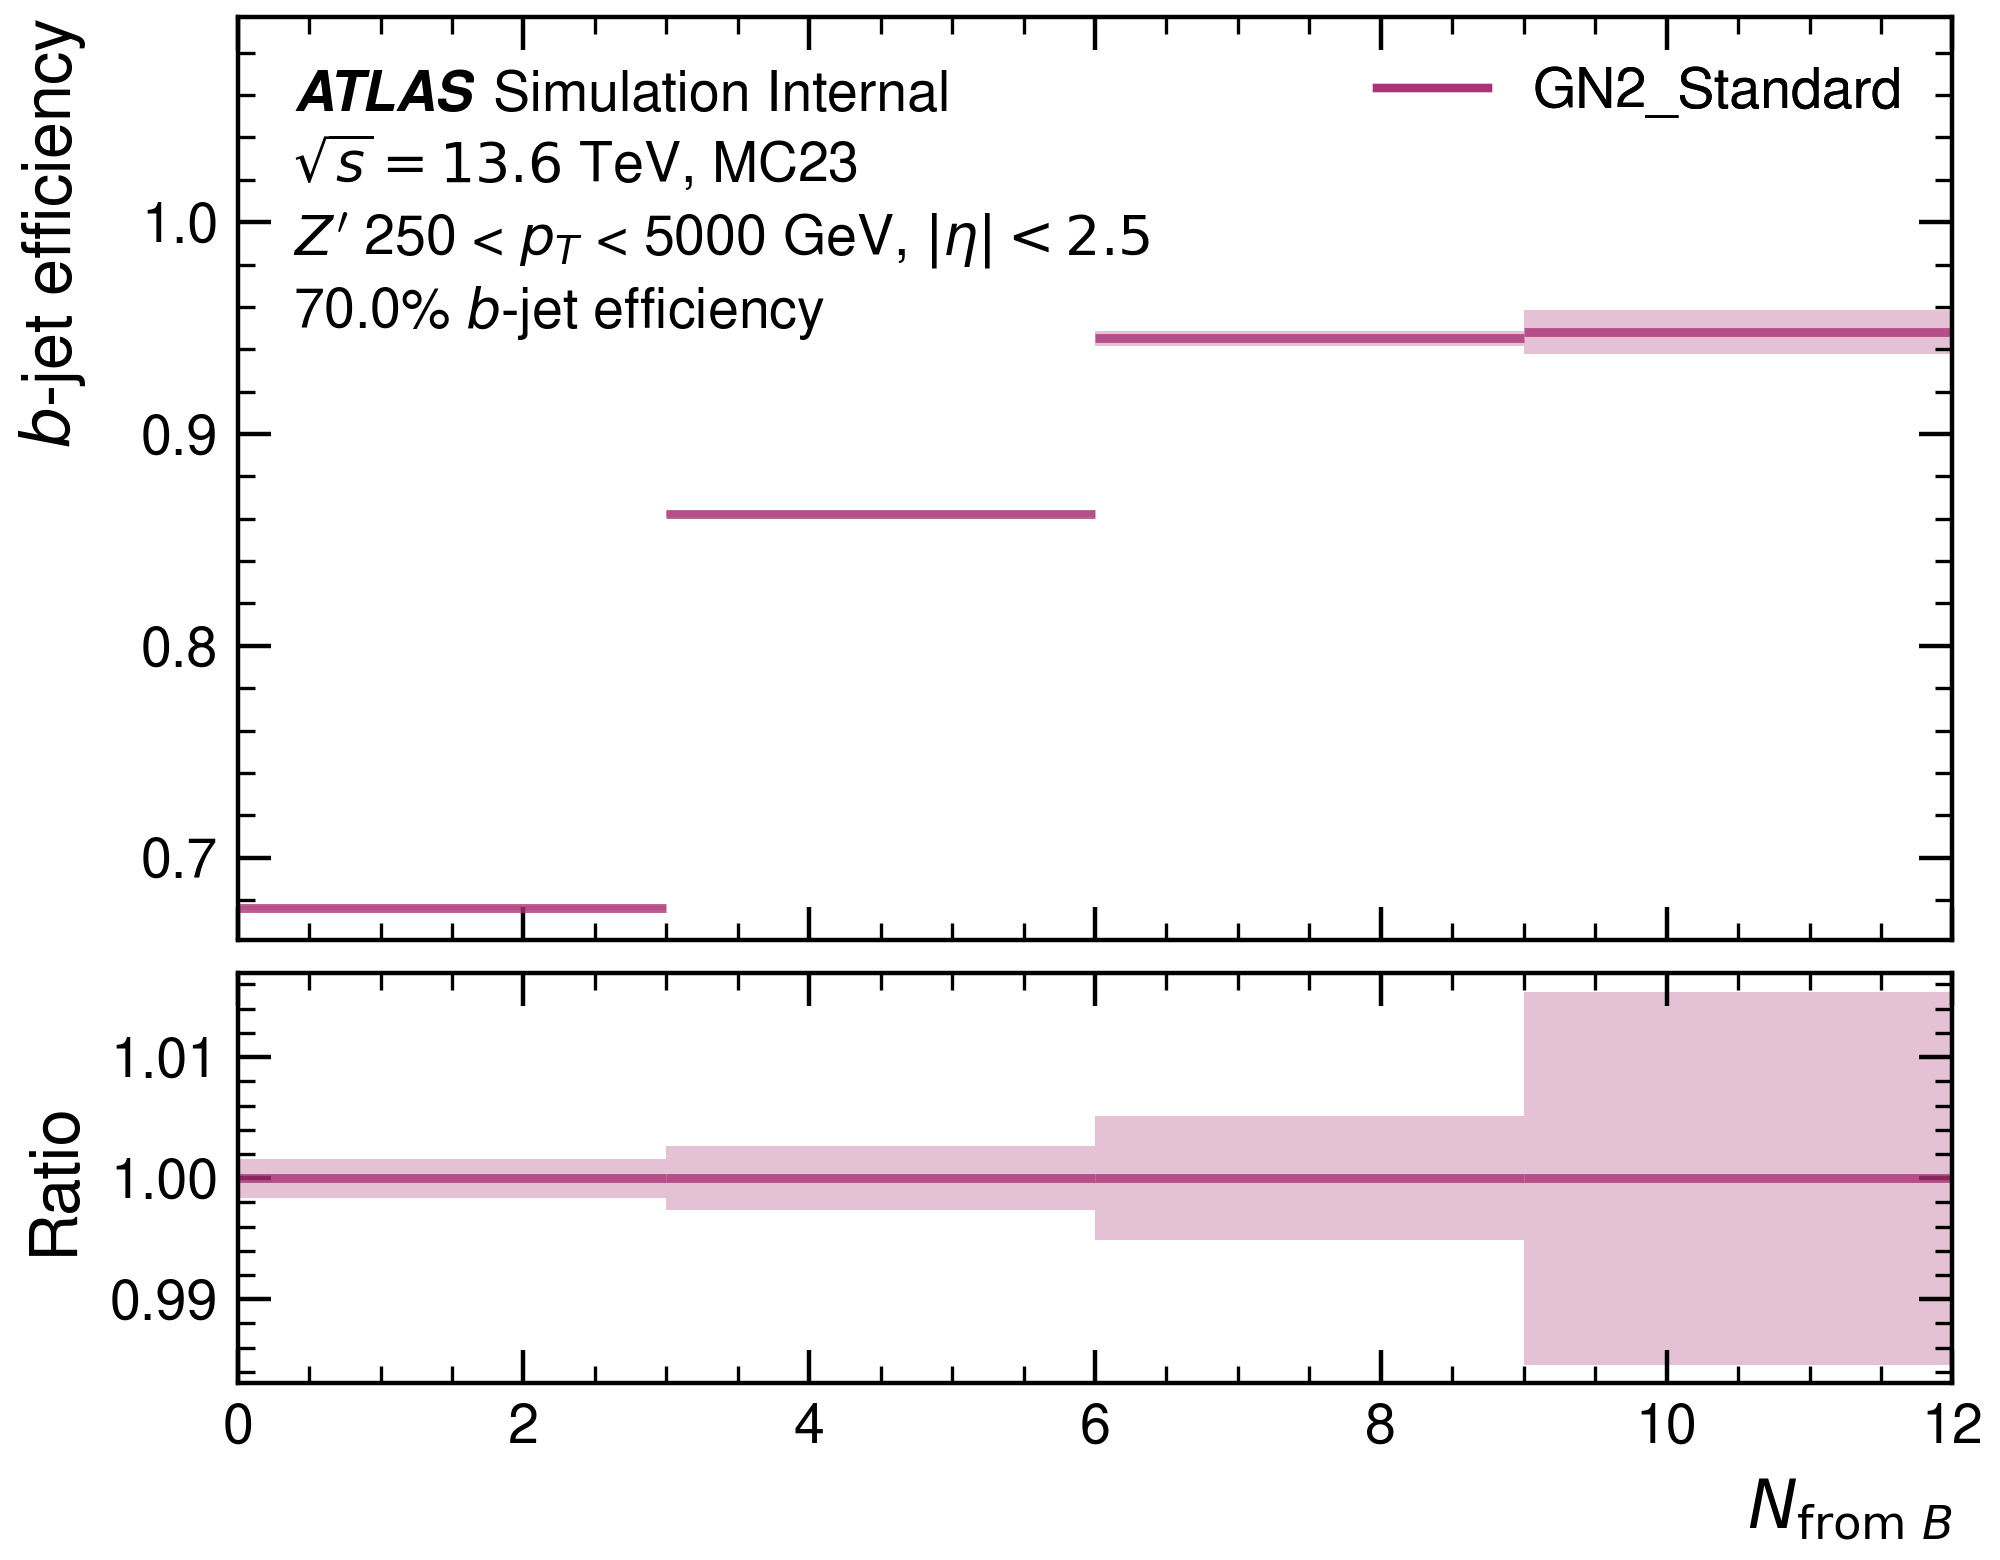 b-jet efficiency
ATLAS Simulation Internal
√s = 13.6 TeV, MC23
Z′ 250 < p_T < 5000 GeV, |η| < 2.5
70.0% b-jet efficiency
GN2_Standard
1.0
0.9
0.8
0.7
Ratio
1.01
1.00
0.99
0 2 4 6 8 10 12
N_from B